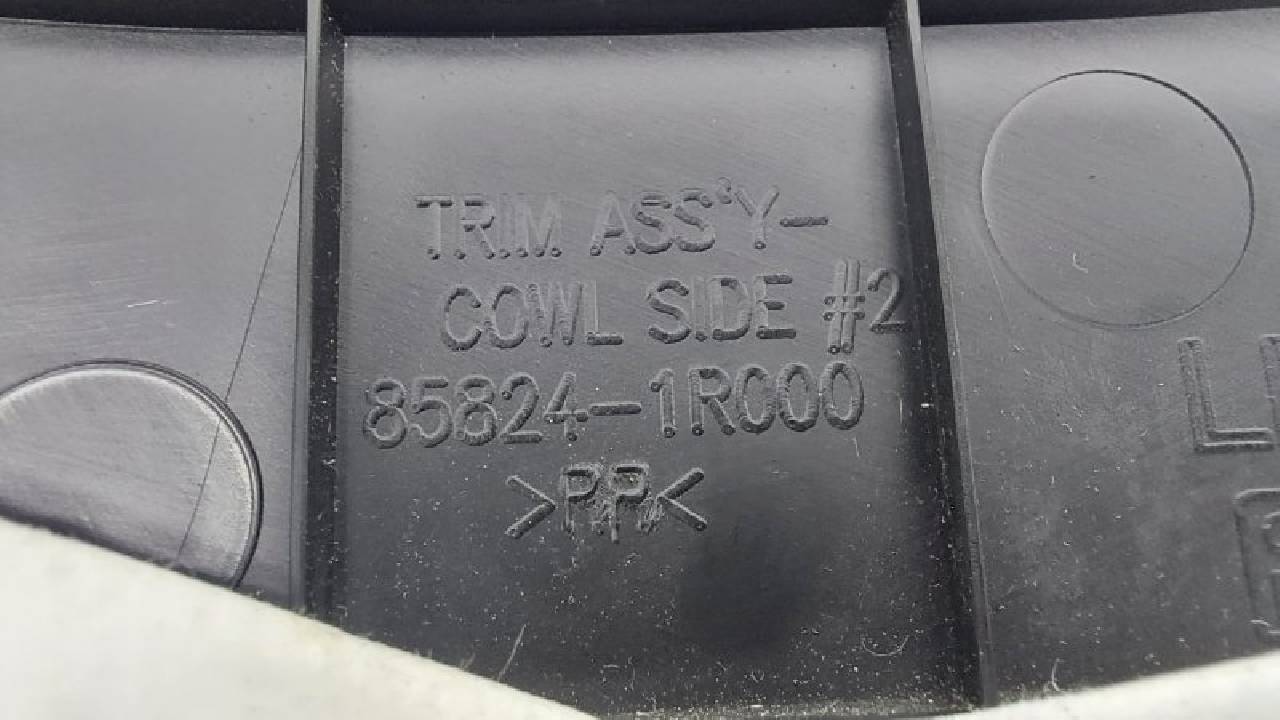 TRIM ASS'Y-
COWL SIDE #2
85824-1R000
>PP<